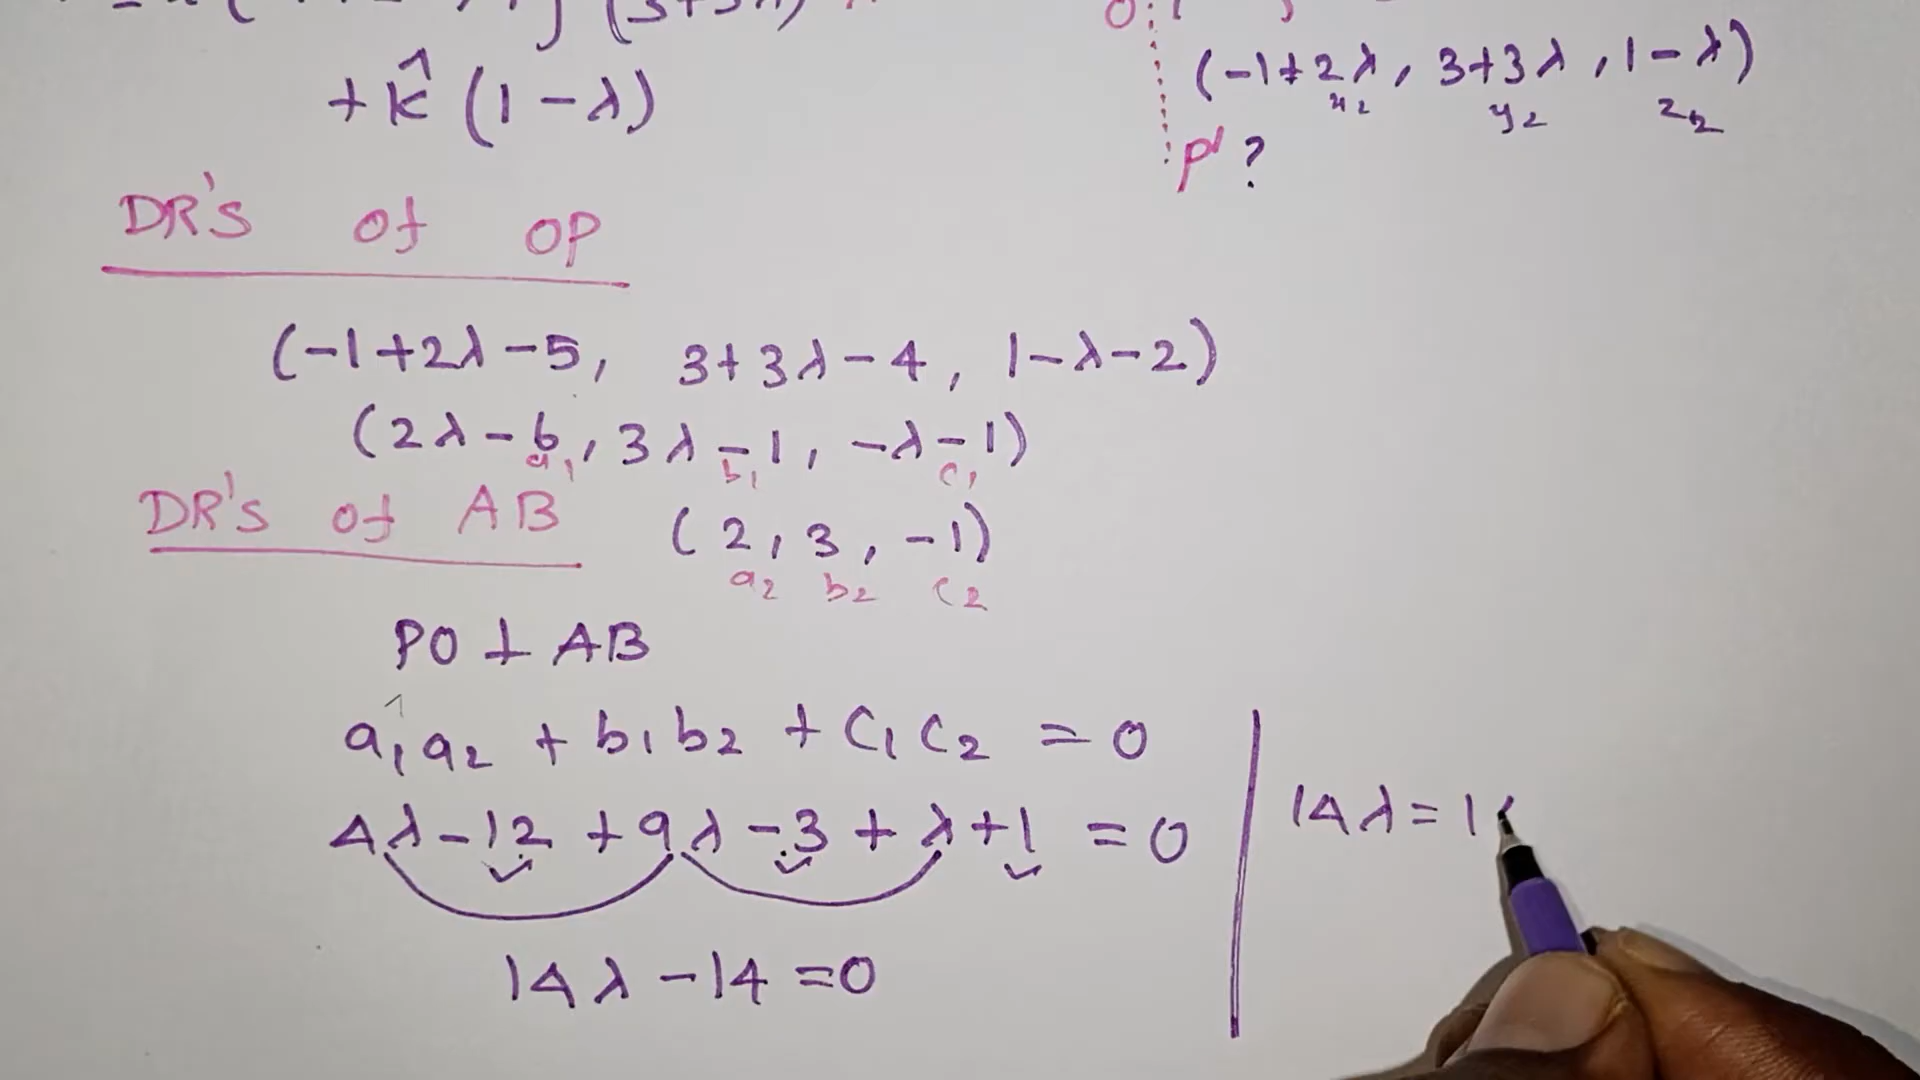 (3+3λ)
+ k̂ (1-λ)
(-1+2λ, 3+3λ, 1-λ)
x₂ y₂ z₂
P' ?
DR'S of OP
(-1+2λ-5, 3+3λ-4, 1-λ-2)
(2λ-6, 3λ-1, -λ-1)
a₁ b₁ c₁
DR'S of AB (2, 3, -1)
a₂ b₂ c₂
PO ⊥ AB
a₁a₂ + b₁b₂ + C₁C₂ = 0
4λ-12 + 9λ-3 + λ+1 = 0
14λ-14=0
14λ = 1